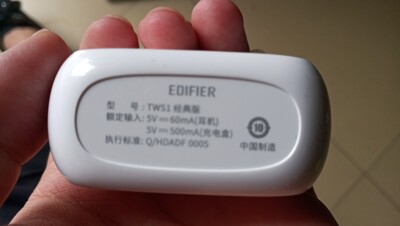 EDIFIER
型 号：TWS1 经典版
额定输入: 5V⎓60mA(耳机)
5V⎓500mA(充电盒)
执行标准: Q/HDADF 0005
10
中国制造